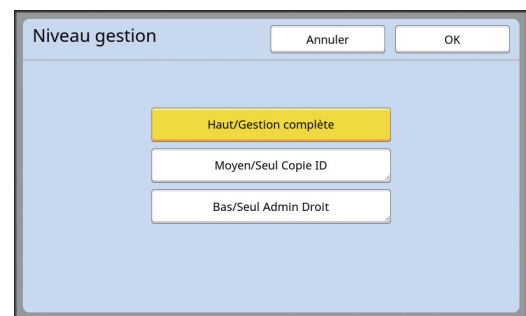 Niveau gestion
Annuler
OK
Haut/Gestion complète
Moyen/Seul Copie ID
Bas/Seul Admin Droit